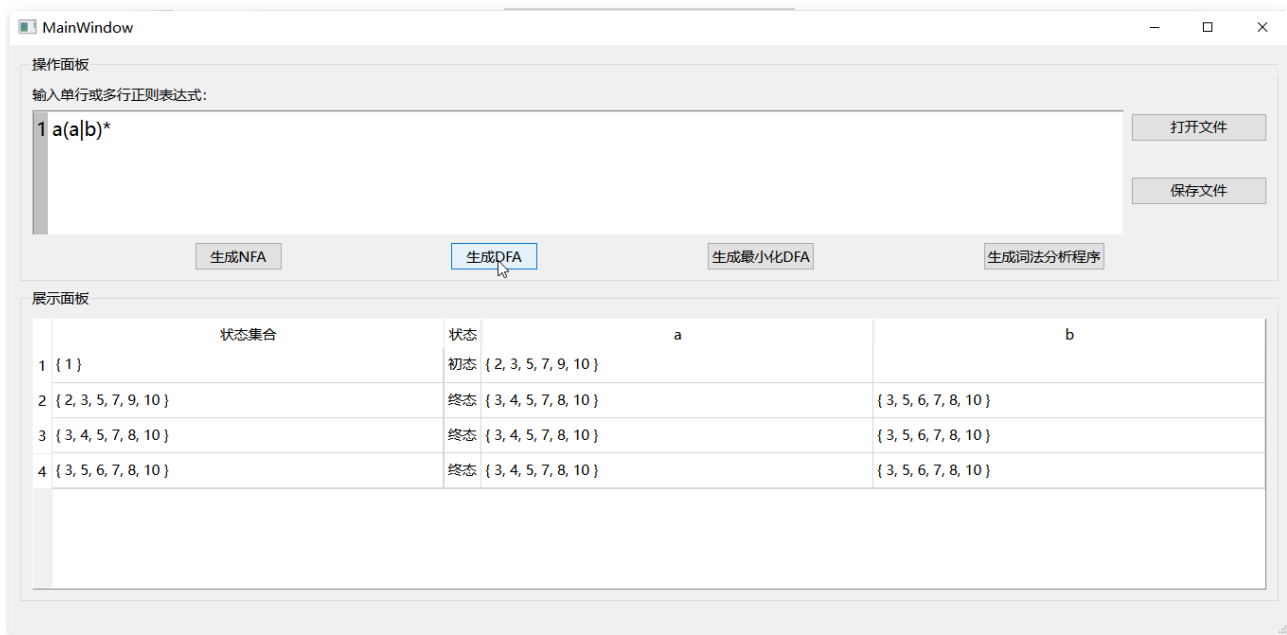 MainWindow
操作面板
输入单行或多行正则表达式：
1 a(a|b)*
打开文件
保存文件
生成NFA 生成DFA 生成最小化DFA 生成词法分析程序
展示面板
状态集合 状态 a b
1 { 1 } 初态 { 2, 3, 5, 7, 9, 10 }
2 { 2, 3, 5, 7, 9, 10 } 终态 { 3, 4, 5, 7, 8, 10 } { 3, 5, 6, 7, 8, 10 }
3 { 3, 4, 5, 7, 8, 10 } 终态 { 3, 4, 5, 7, 8, 10 } { 3, 5, 6, 7, 8, 10 }
4 { 3, 5, 6, 7, 8, 10 } 终态 { 3, 4, 5, 7, 8, 10 } { 3, 5, 6, 7, 8, 10 }